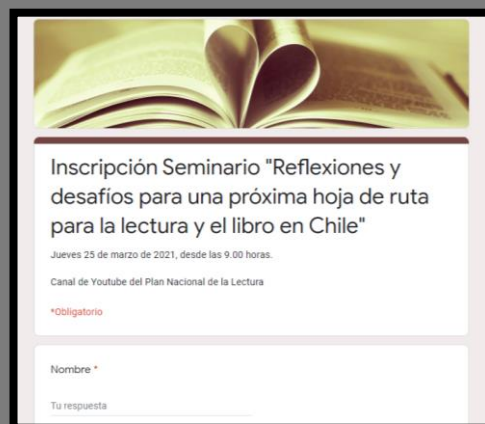 Inscripción Seminario "Reflexiones y
desafíos para una próxima hoja de ruta
para la lectura y el libro en Chile"
Jueves 25 de marzo de 2021, desde las 9.00 horas.
Canal de Youtube del Plan Nacional de la Lectura
*Obligatorio
Nombre *
Tu respuesta